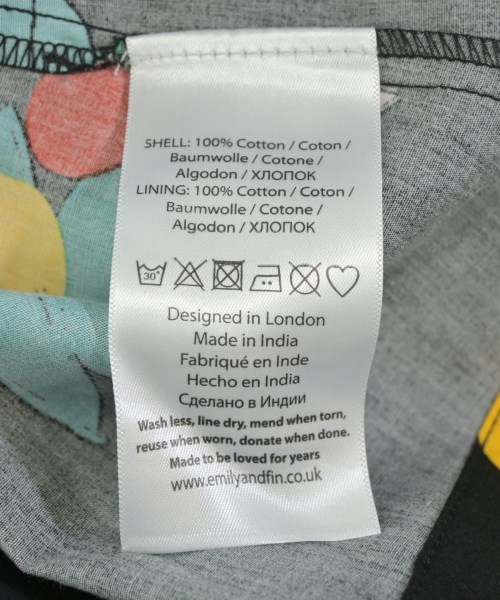 SHELL: 100% Cotton / Coton /
Baumwolle / Cotone /
Algodon / ХЛОПОК
LINING: 100% Cotton / Coton /
Baumwolle / Cotone /
Algodon / ХЛОПОК
30°
Designed in London
Made in India
Fabriqué en Inde
Hecho en India
Сделано в Индии
Wash less, line dry, mend when torn,
reuse when worn, donate when done.
Made to be loved for years
www.emilyandfin.co.uk